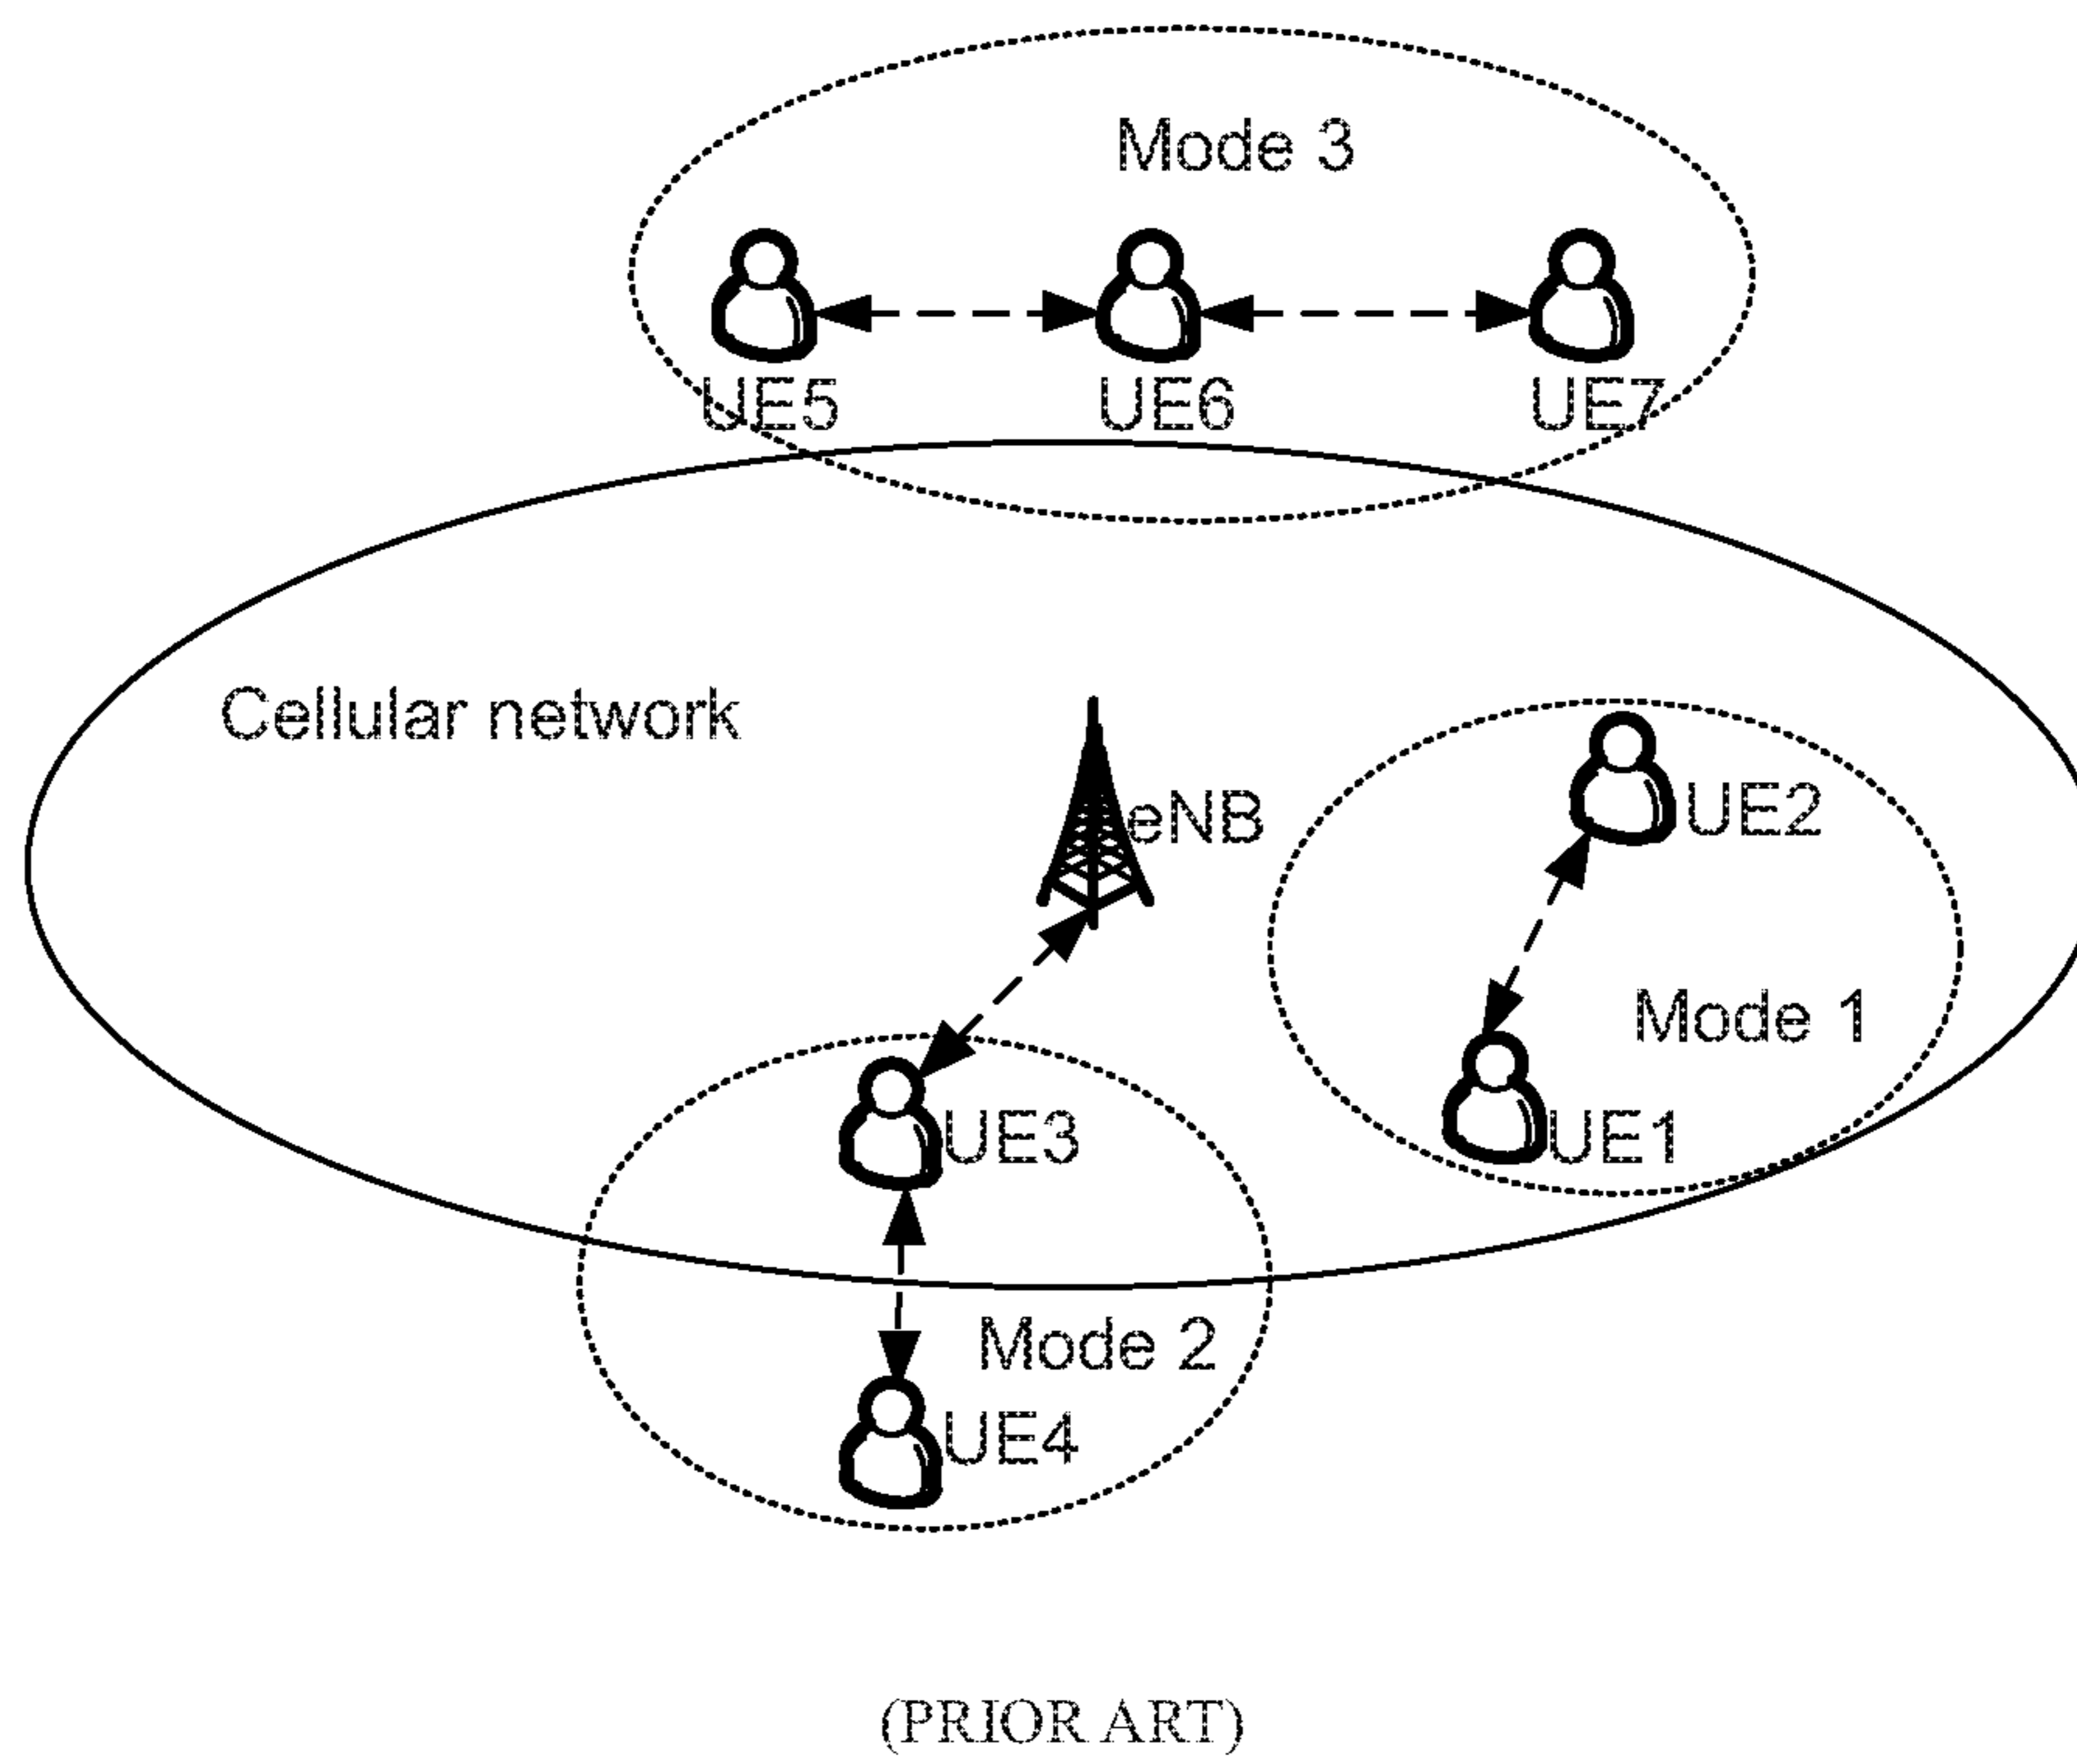 Mode 3
UE5
UE6
UE7
Cellular network
eNB
UE2
Mode 1
UE3
UE1
Mode 2
UE4
(PRIOR ART)